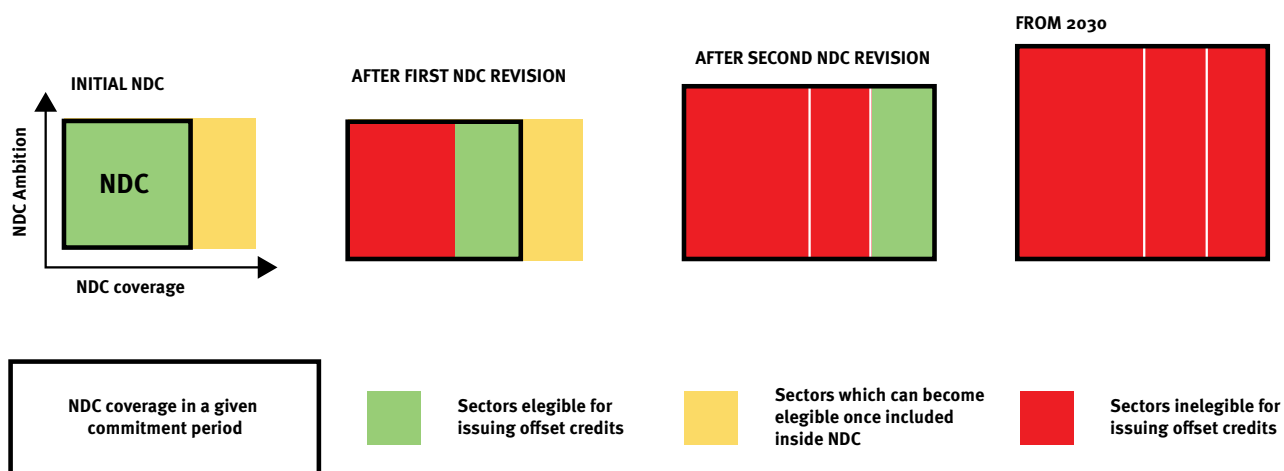 FROM 2030
AFTER SECOND NDC REVISION
AFTER FIRST NDC REVISION
INITIAL NDC
NDC Ambition
NDC
NDC coverage
NDC coverage in a given
commitment period
Sectors elegible for
issuing offset credits
Sectors which can become
elegible once included
inside NDC
Sectors inelegible for
issuing offset credits